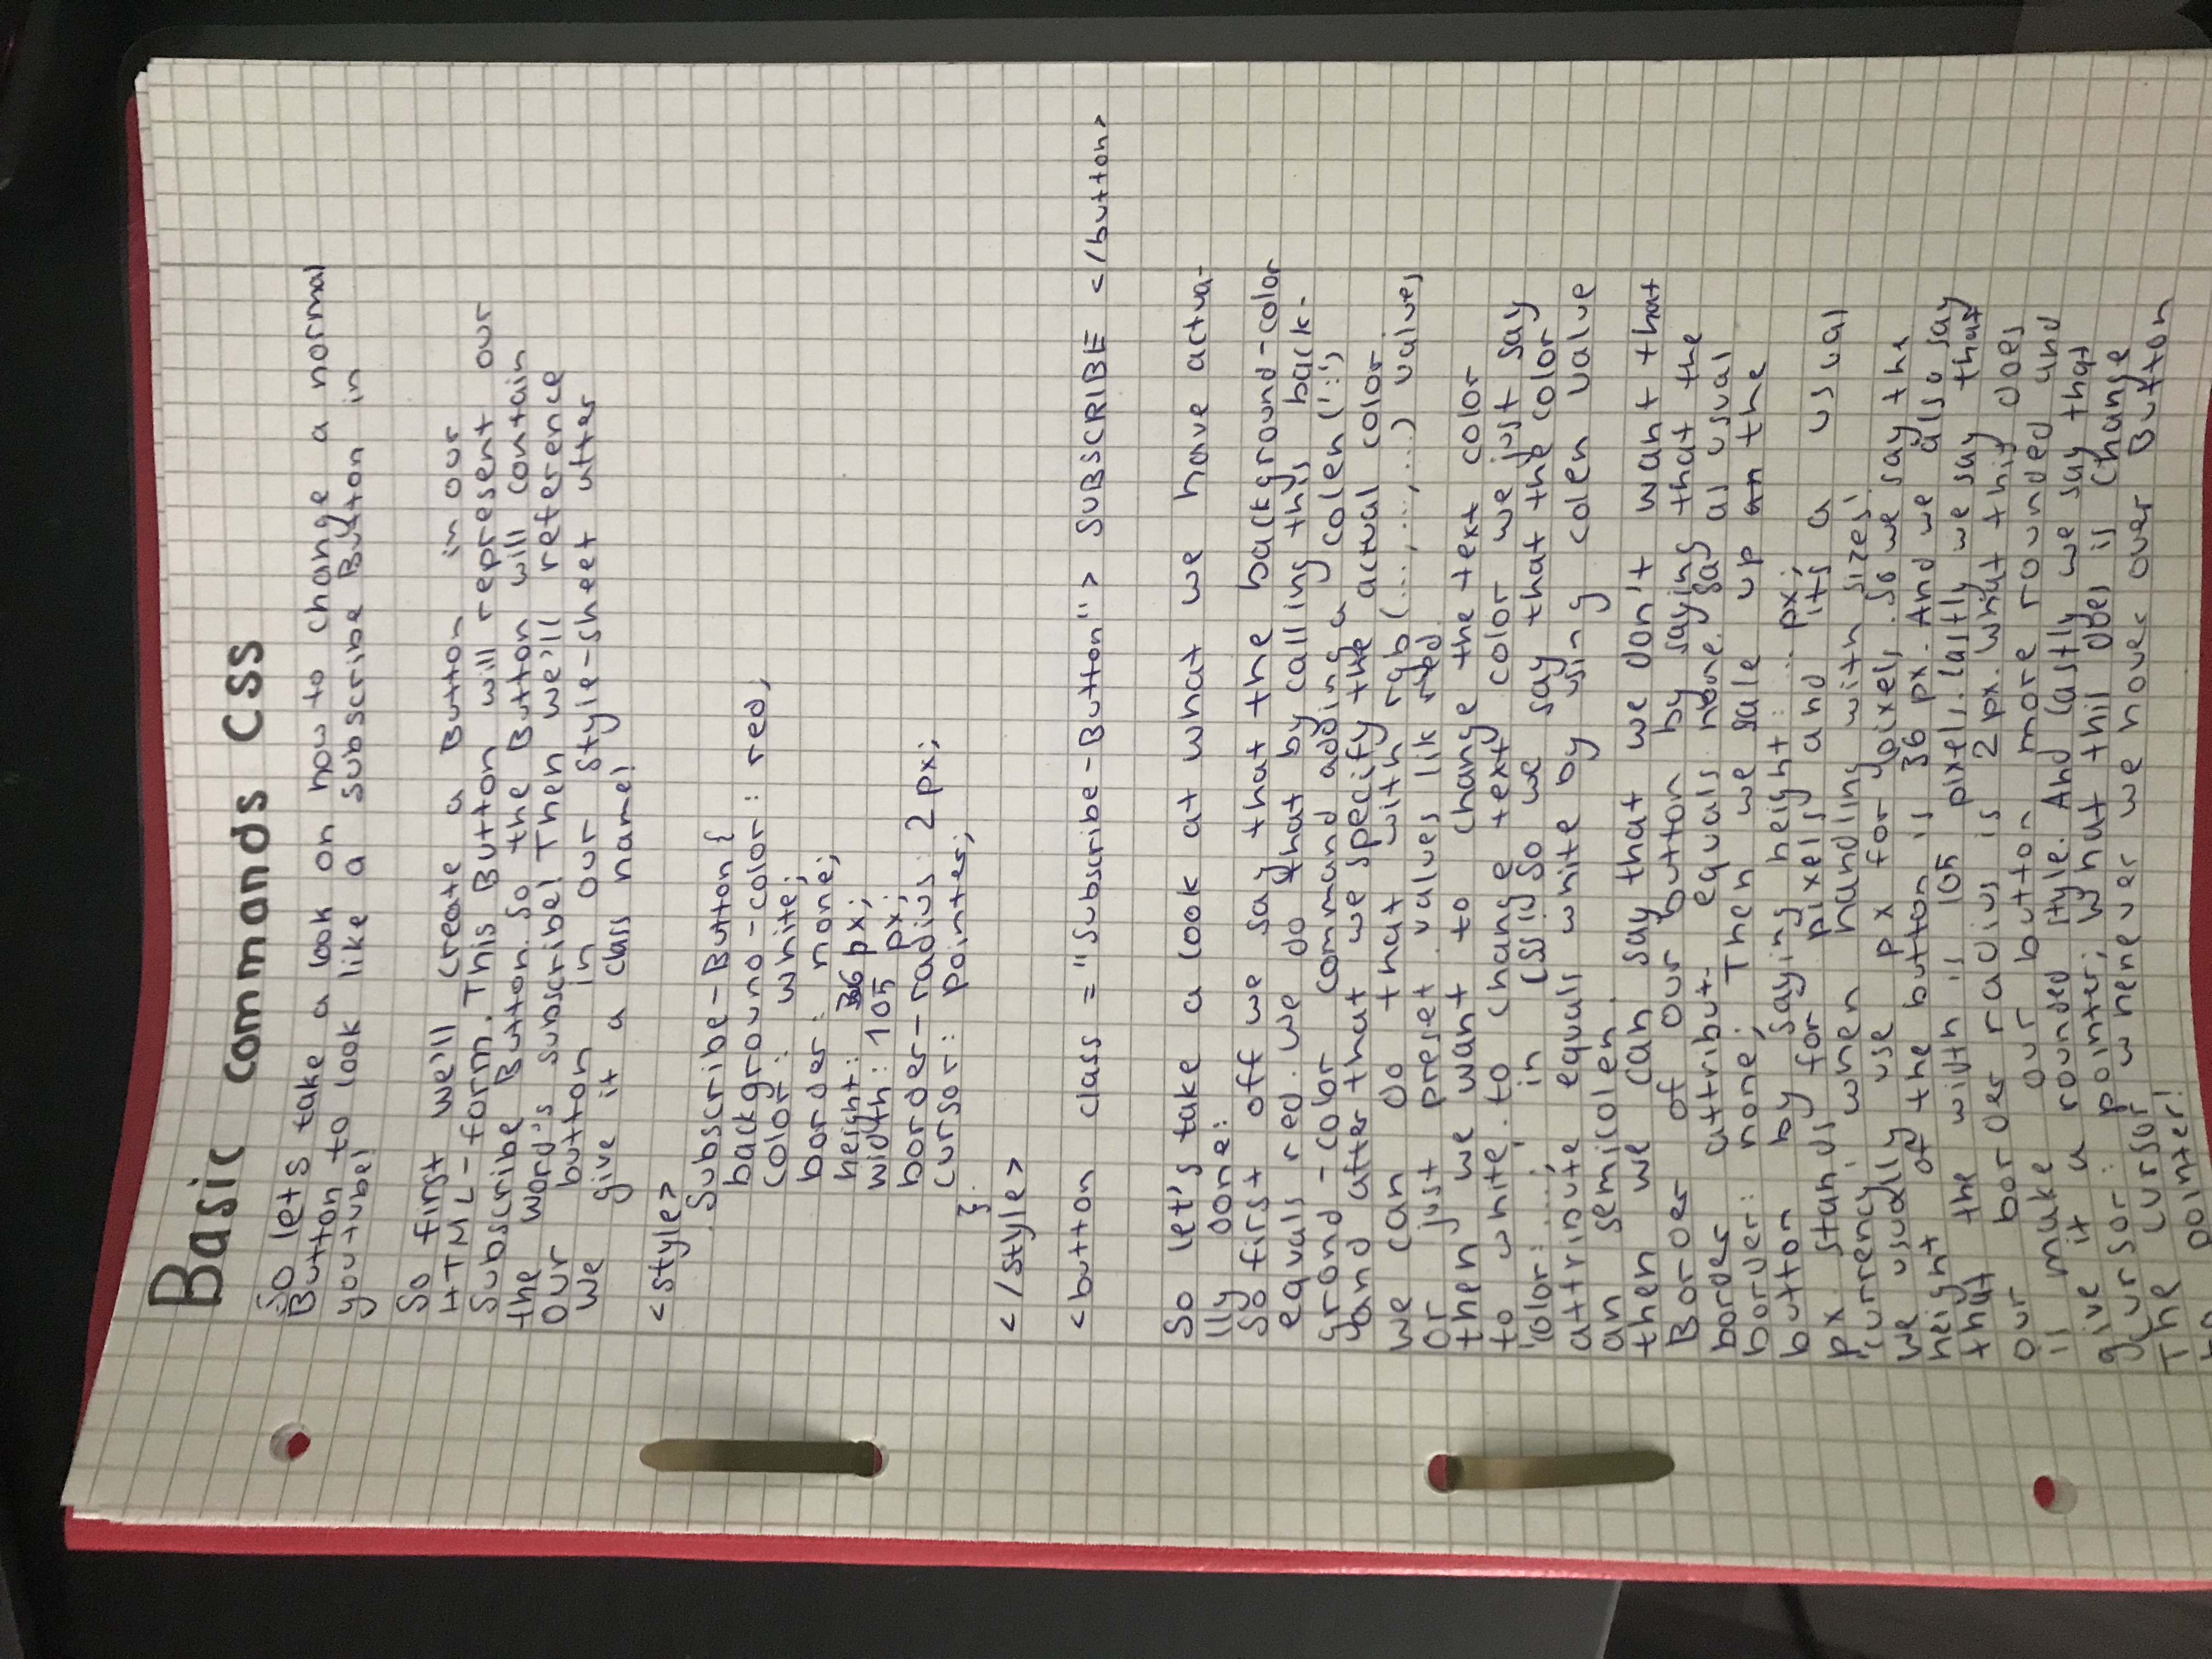 Basic commands CSS
So lets take a look on how to change a normal
Button to look like a subscribe Button in
youtube!
So first we'll create a Button in our
HTML-form. This Button will represent our
Subscribe Button. So the Button will contain
the word's subscribe! Then we'll reference
our button in our style-sheet after
we give it a class name!
<style>
.Subscribe-Button {
background-color: red;
color: white;
border: none;
height: 36 px;
width: 105 px;
border-radius: 2 px;
cursor: pointer;
}
</style>
<button class = "Subscribe-Button"> SUBSCRIBE </button>
So let's take a look at what we have actua-
lly done:
So first off we say that the background-color
equals red. We do that by calling this back-
grond-color command adding a colen (':')
and after that we specify the actual color.
we can do that with rgb(...,...,...) values
or just preset values lik red.
then we want to change the text color
to white. to change text color we just say
'color: ...;' in CSS!! So we say that the color
attribute equals white by using colen value
an semicolen.
then we can say that we don't want that
Border of our button by saying that the
border attribut equals none. as usual
border: none; Then we sale up the
button by saying height: ... px;
px stands for pixels and its a usual
'currency' when handling with sizes!
We usually use px for pixels. So we say the
height of the button is 36 px. And we also say
that the width is 105 pixels. lastly we say that
our border radius is 2 px. What this does
is make our button more rounded and
give it a rounded style. And lastly we say that
cursor: pointer; What this does is change
The cursor whenever we hover over Button
to pointer!